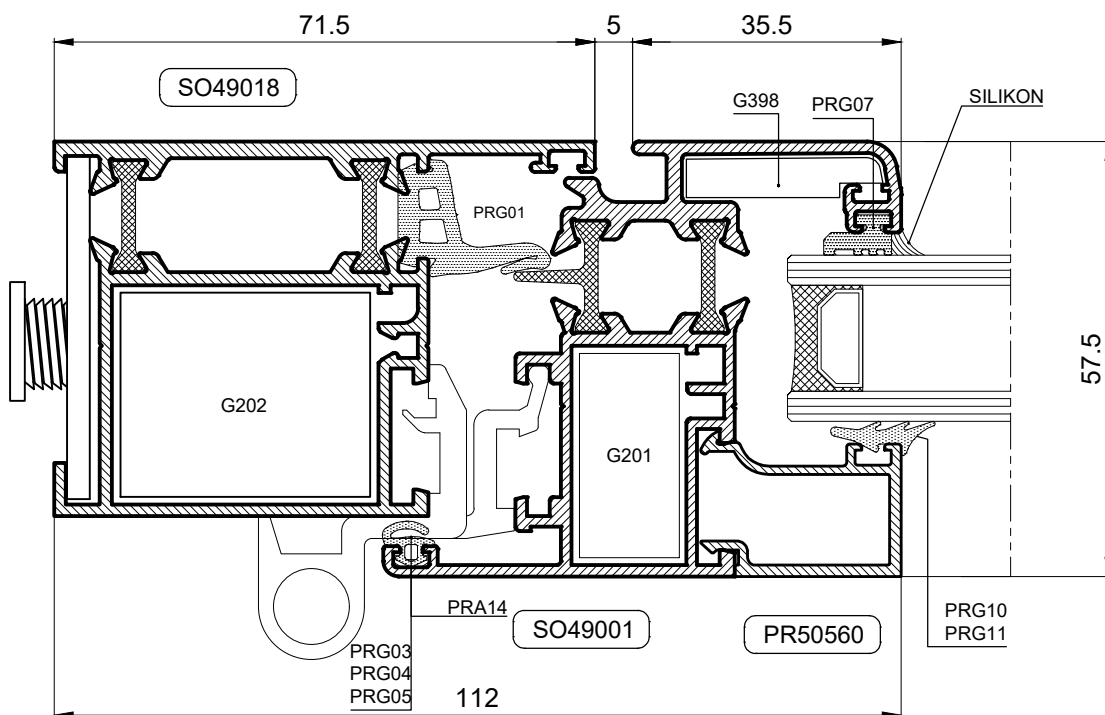 71.5
5
35.5
SO49018
G398
PRG07
SILIKON
PRG01
57.5
G202
G201
PRA14
SO49001
PR50560
PRG10
PRG11
PRG03
PRG04
PRG05
112